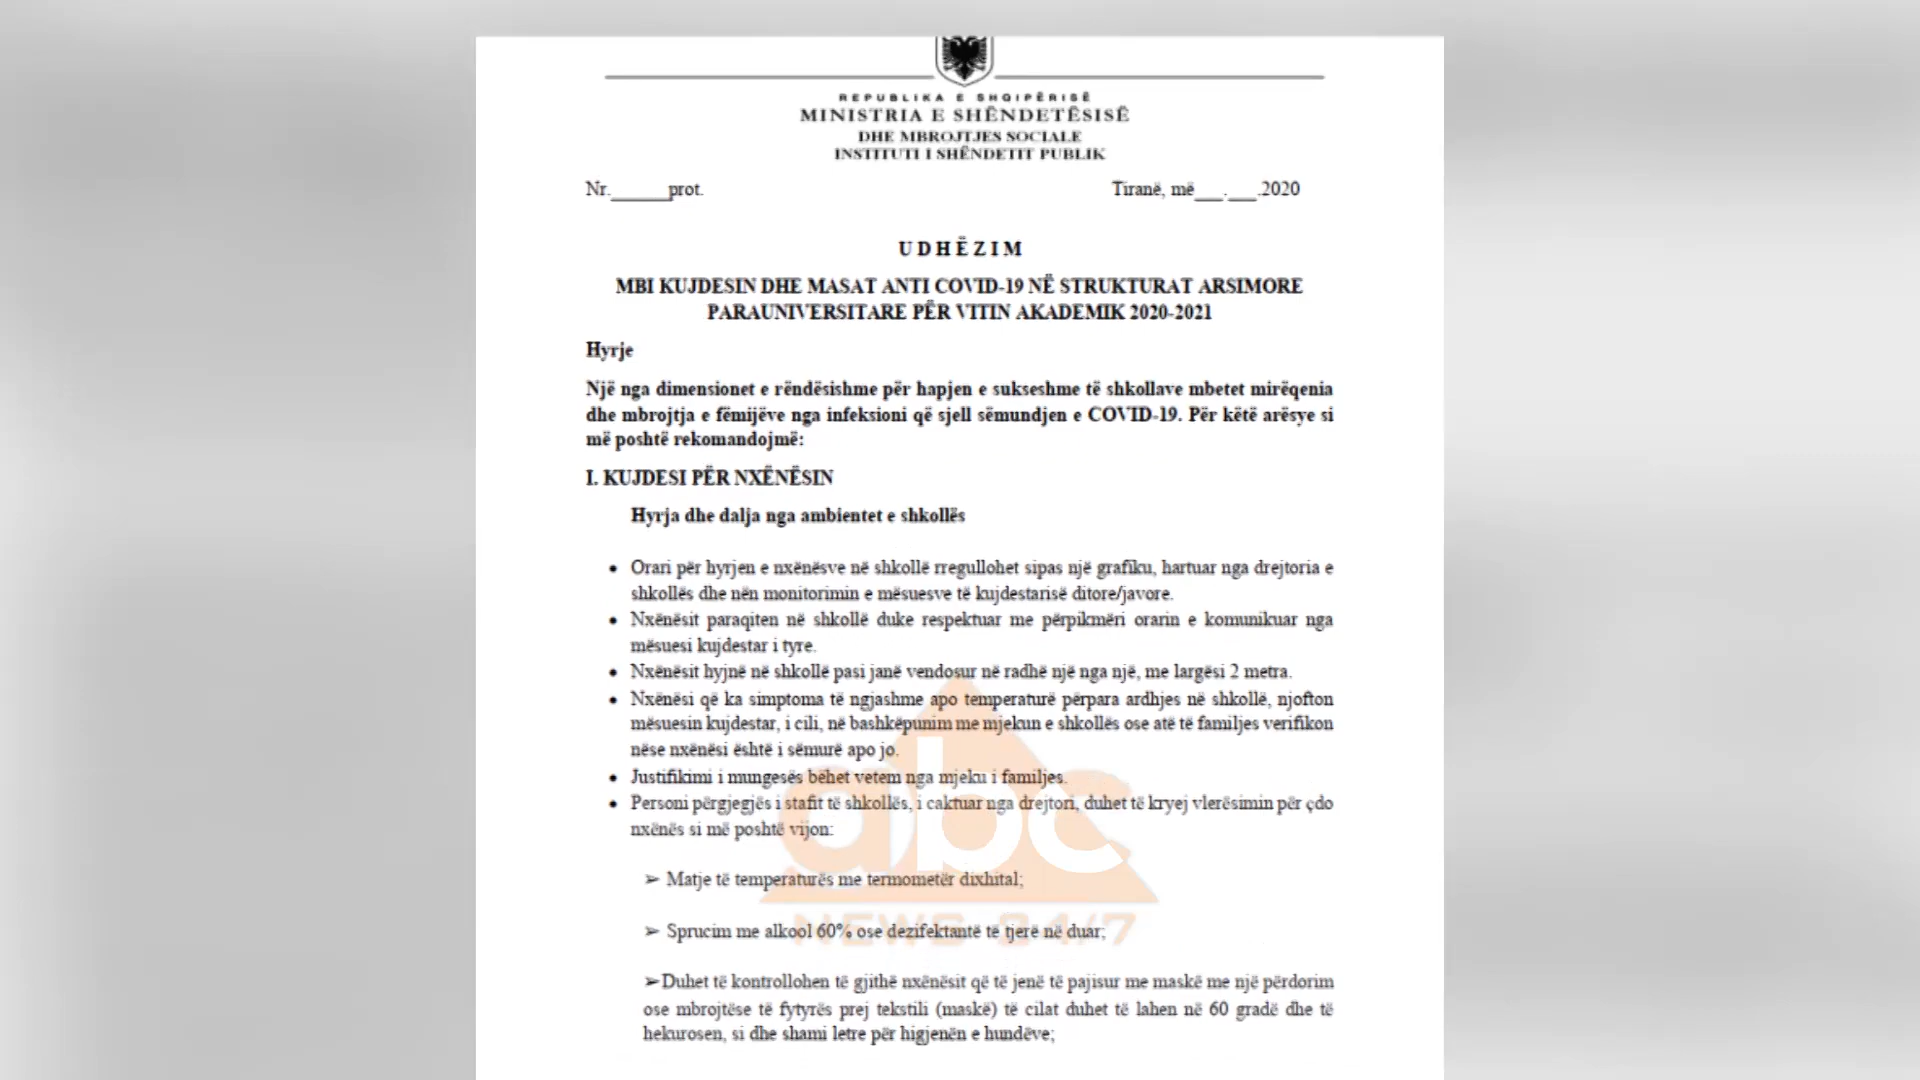 REPUBLIKA E SHQIPËRISË
MINISTRIA E SHËNDETËSISË
DHE MBROJTJES SOCIALE
INSTITUTI I SHËNDETIT PUBLIK
Nr.______prot. Tiranë, më___.___.2020
UDHËZIM
MBI KUJDESIN DHE MASAT ANTI COVID-19 NË STRUKTURAT ARSIMORE
PARAUNIVERSITARE PËR VITIN AKADEMIK 2020-2021
Hyrje
Një nga dimensionet e rëndësishme për hapjen e sukseshme të shkollave mbetet mirëqenia
dhe mbrojtja e fëmijëve nga infeksioni që sjell sëmundjen e COVID-19. Për këtë arësye si
më poshtë rekomandojmë:
I. KUJDESI PËR NXËNËSIN
Hyrja dhe dalja nga ambientet e shkollës
• Orari për hyrjen e nxënësve në shkollë rregullohet sipas një grafiku, hartuar nga drejtoria e
shkollës dhe nën monitorimin e mësuesve të kujdestarisë ditore/javore.
• Nxënësit paraqiten në shkollë duke respektuar me përpikmëri orarin e komunikuar nga
mësuesi kujdestar i tyre.
• Nxënësit hyjnë në shkollë pasi janë vendosur në radhë një nga një, me largësi 2 metra.
• Nxënësi që ka simptoma të ngjashme apo temperaturë përpara ardhjes në shkollë, njofton
mësuesin kujdestar, i cili, në bashkëpunim me mjekun e shkollës ose atë të familjes verifikon
nëse nxënësi është i sëmurë apo jo.
• Justifikimi i mungesës bëhet vetem nga mjeku i familjes.
• Personi përgjegjës i stafit të shkollës, i caktuar nga drejtori, duhet të kryej vlerësimin për çdo
nxënës si më poshtë vijon:
➢ Matje të temperaturës me termometër dixhital;
➢ Sprucim me alkool 60% ose dezifektantë të tjerë në duar;
➢Duhet të kontrollohen të gjithë nxënësit që të jenë të pajisur me maskë me një përdorim
ose mbrojtëse të fytyrës prej tekstili (maskë) të cilat duhet të lahen në 60 gradë dhe të
hekurosen, si dhe shami letre për higjenën e hundëve;
abc
NEWS 24/7